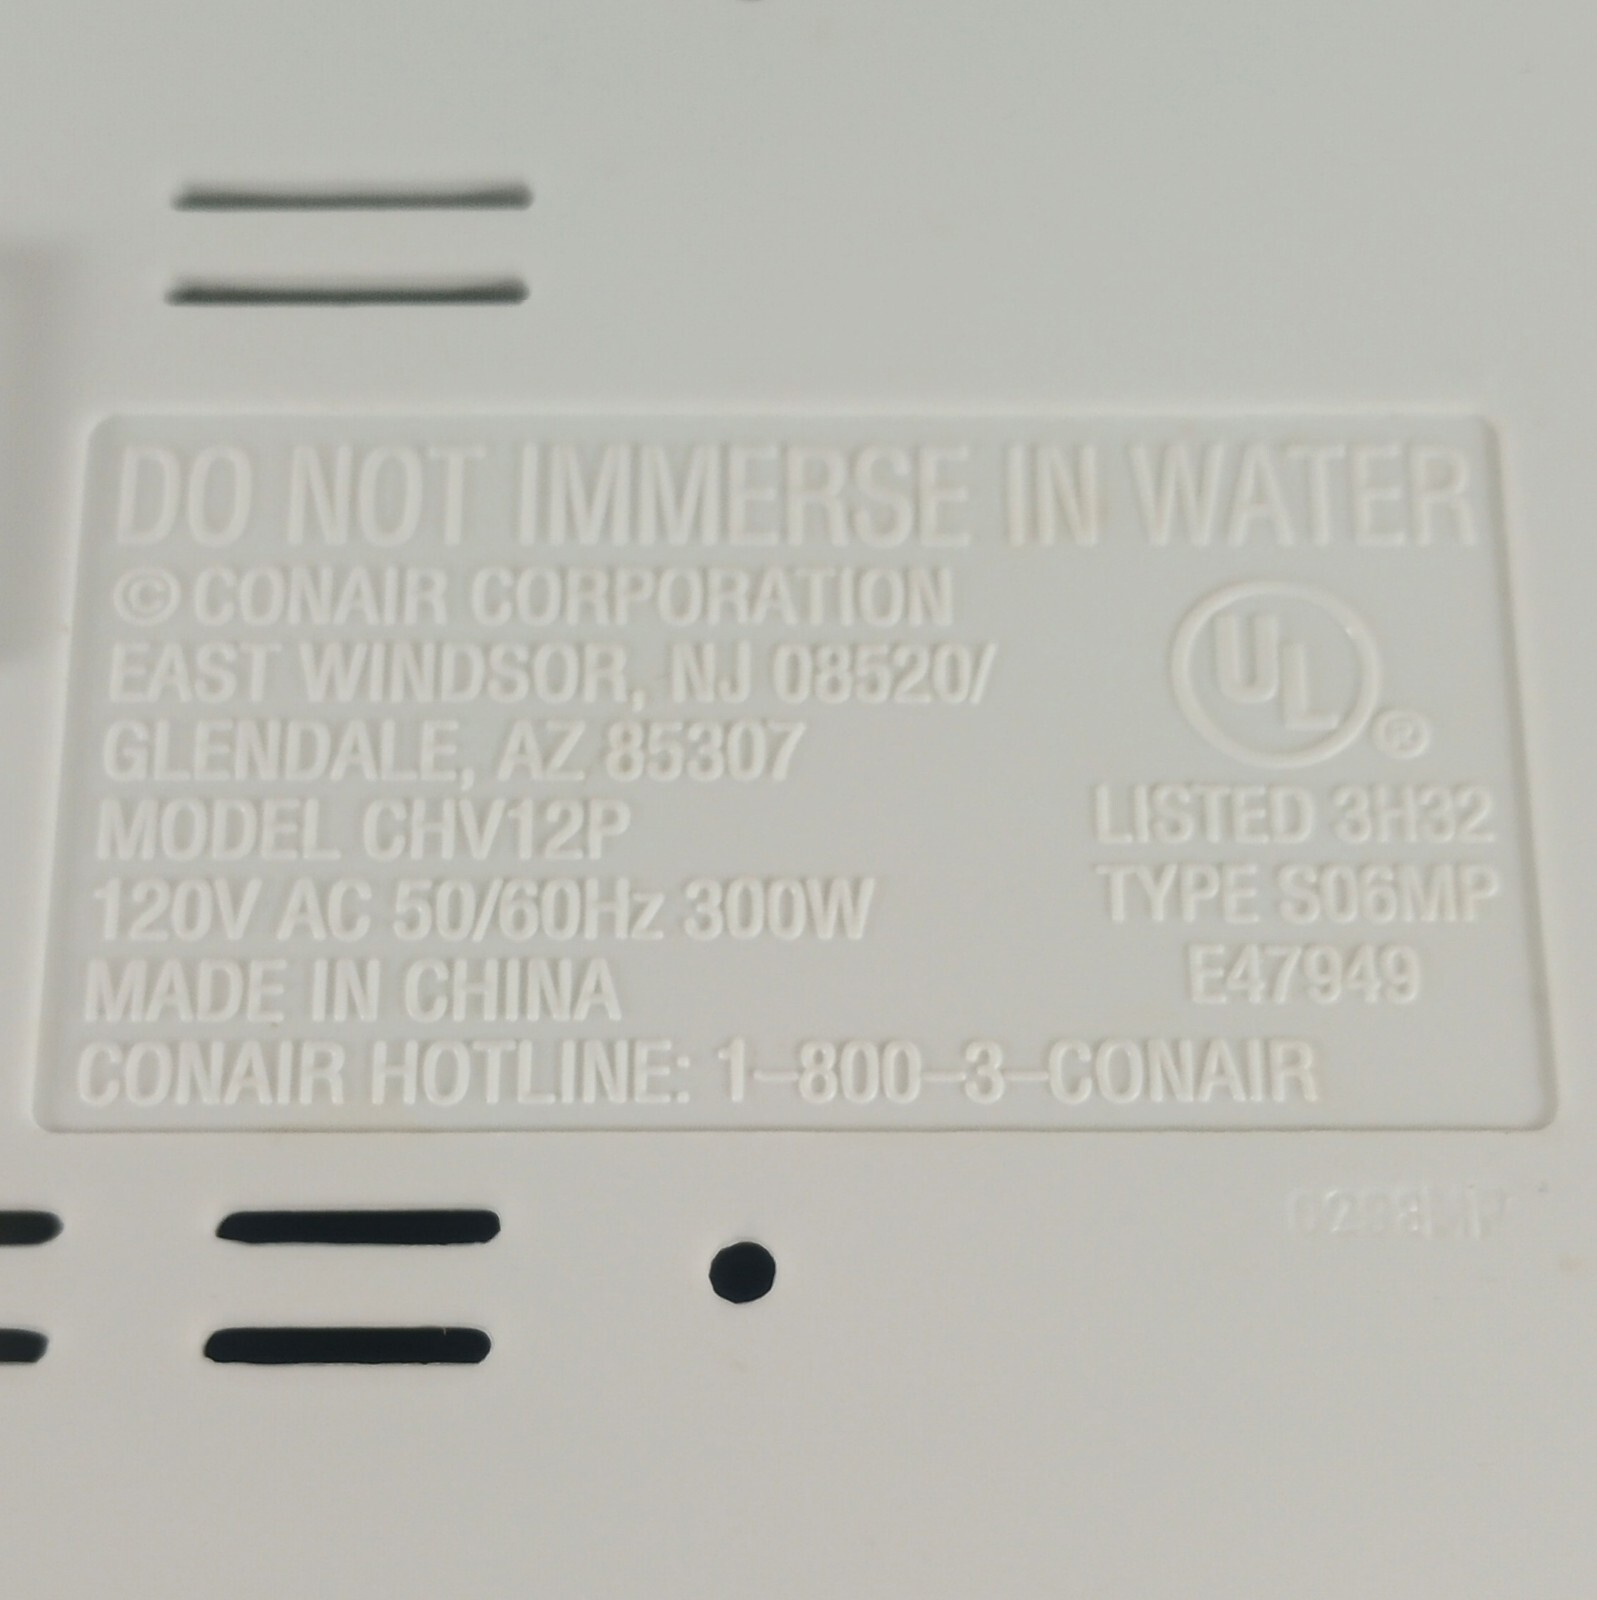 DO NOT IMMERSE IN WATER
© CONAIR CORPORATION
EAST WINDSOR, NJ 08520/
GLENDALE, AZ 85307
MODEL CHV12P
120V AC 50/60Hz 300W
MADE IN CHINA
CONAIR HOTLINE: 1-800-3-CONAIR
UL®
LISTED 3H32
TYPE S06MP
E47949